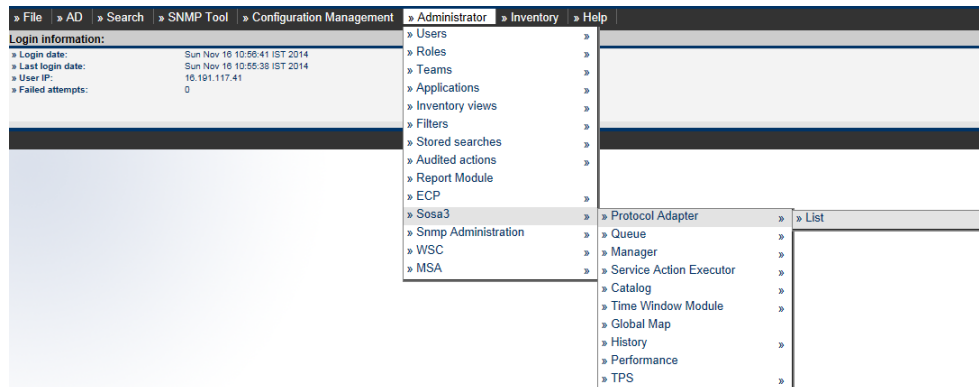 » File » AD » Search » SNMP Tool » Configuration Management » Administrator » Inventory » Help
Login information:
» Login date: Sun Nov 16 10:56:41 IST 2014
» Last login date: Sun Nov 16 10:55:38 IST 2014
» User IP: 16.191.117.41
» Failed attempts: 0
» Users »
» Roles »
» Teams »
» Applications »
» Inventory views »
» Filters »
» Stored searches »
» Audited actions »
» Report Module
» ECP »
» Sosa3 »
» Snmp Administration »
» WSC »
» MSA »
» Protocol Adapter »
» Queue »
» Manager »
» Service Action Executor »
» Catalog »
» Time Window Module »
» Global Map
» History »
» Performance
» TPS »
» List